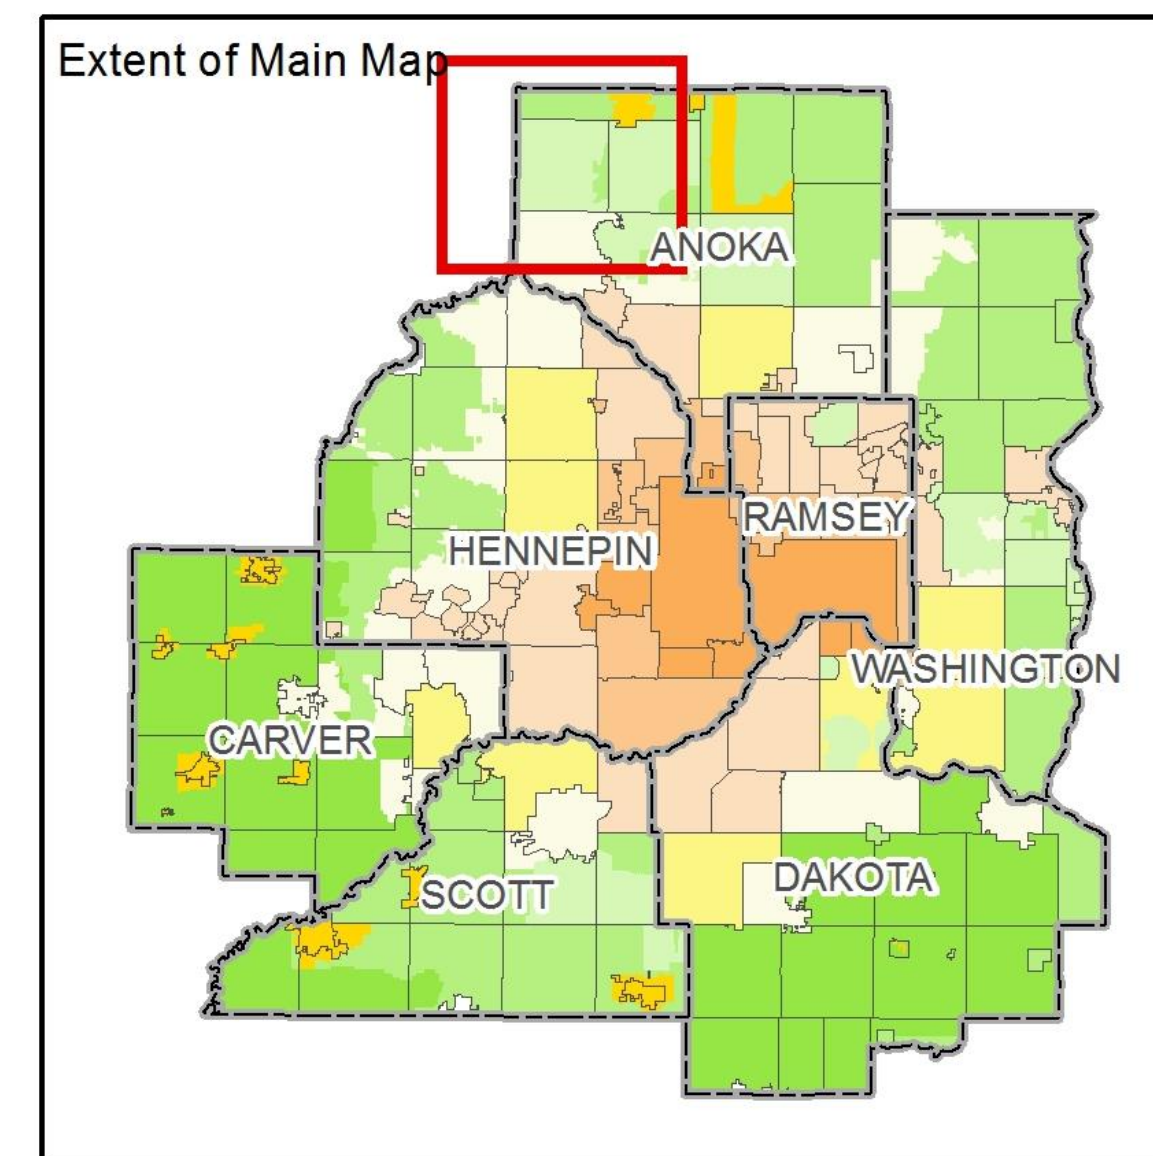 Extent of Main Map
ANOKA
RAMSEY
HENNEPIN
WASHINGTON
CARVER
DAKOTA
SCOTT